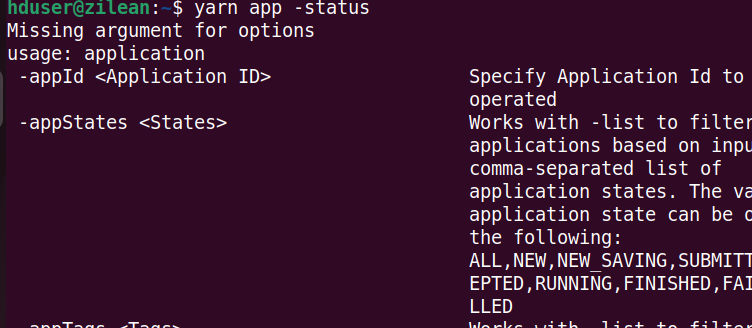 hduser@zilean:~$ yarn app -status
Missing argument for options
usage: application
-appId <Application ID> Specify Application Id to
operated
-appStates <States> Works with -list to filter
applications based on inpu
comma-separated list of
application states. The va
application state can be o
the following:
ALL,NEW,NEW_SAVING,SUBMITT
EPTED,RUNNING,FINISHED,FAI
LLED
-appTags <Tags> Works with -list to filter